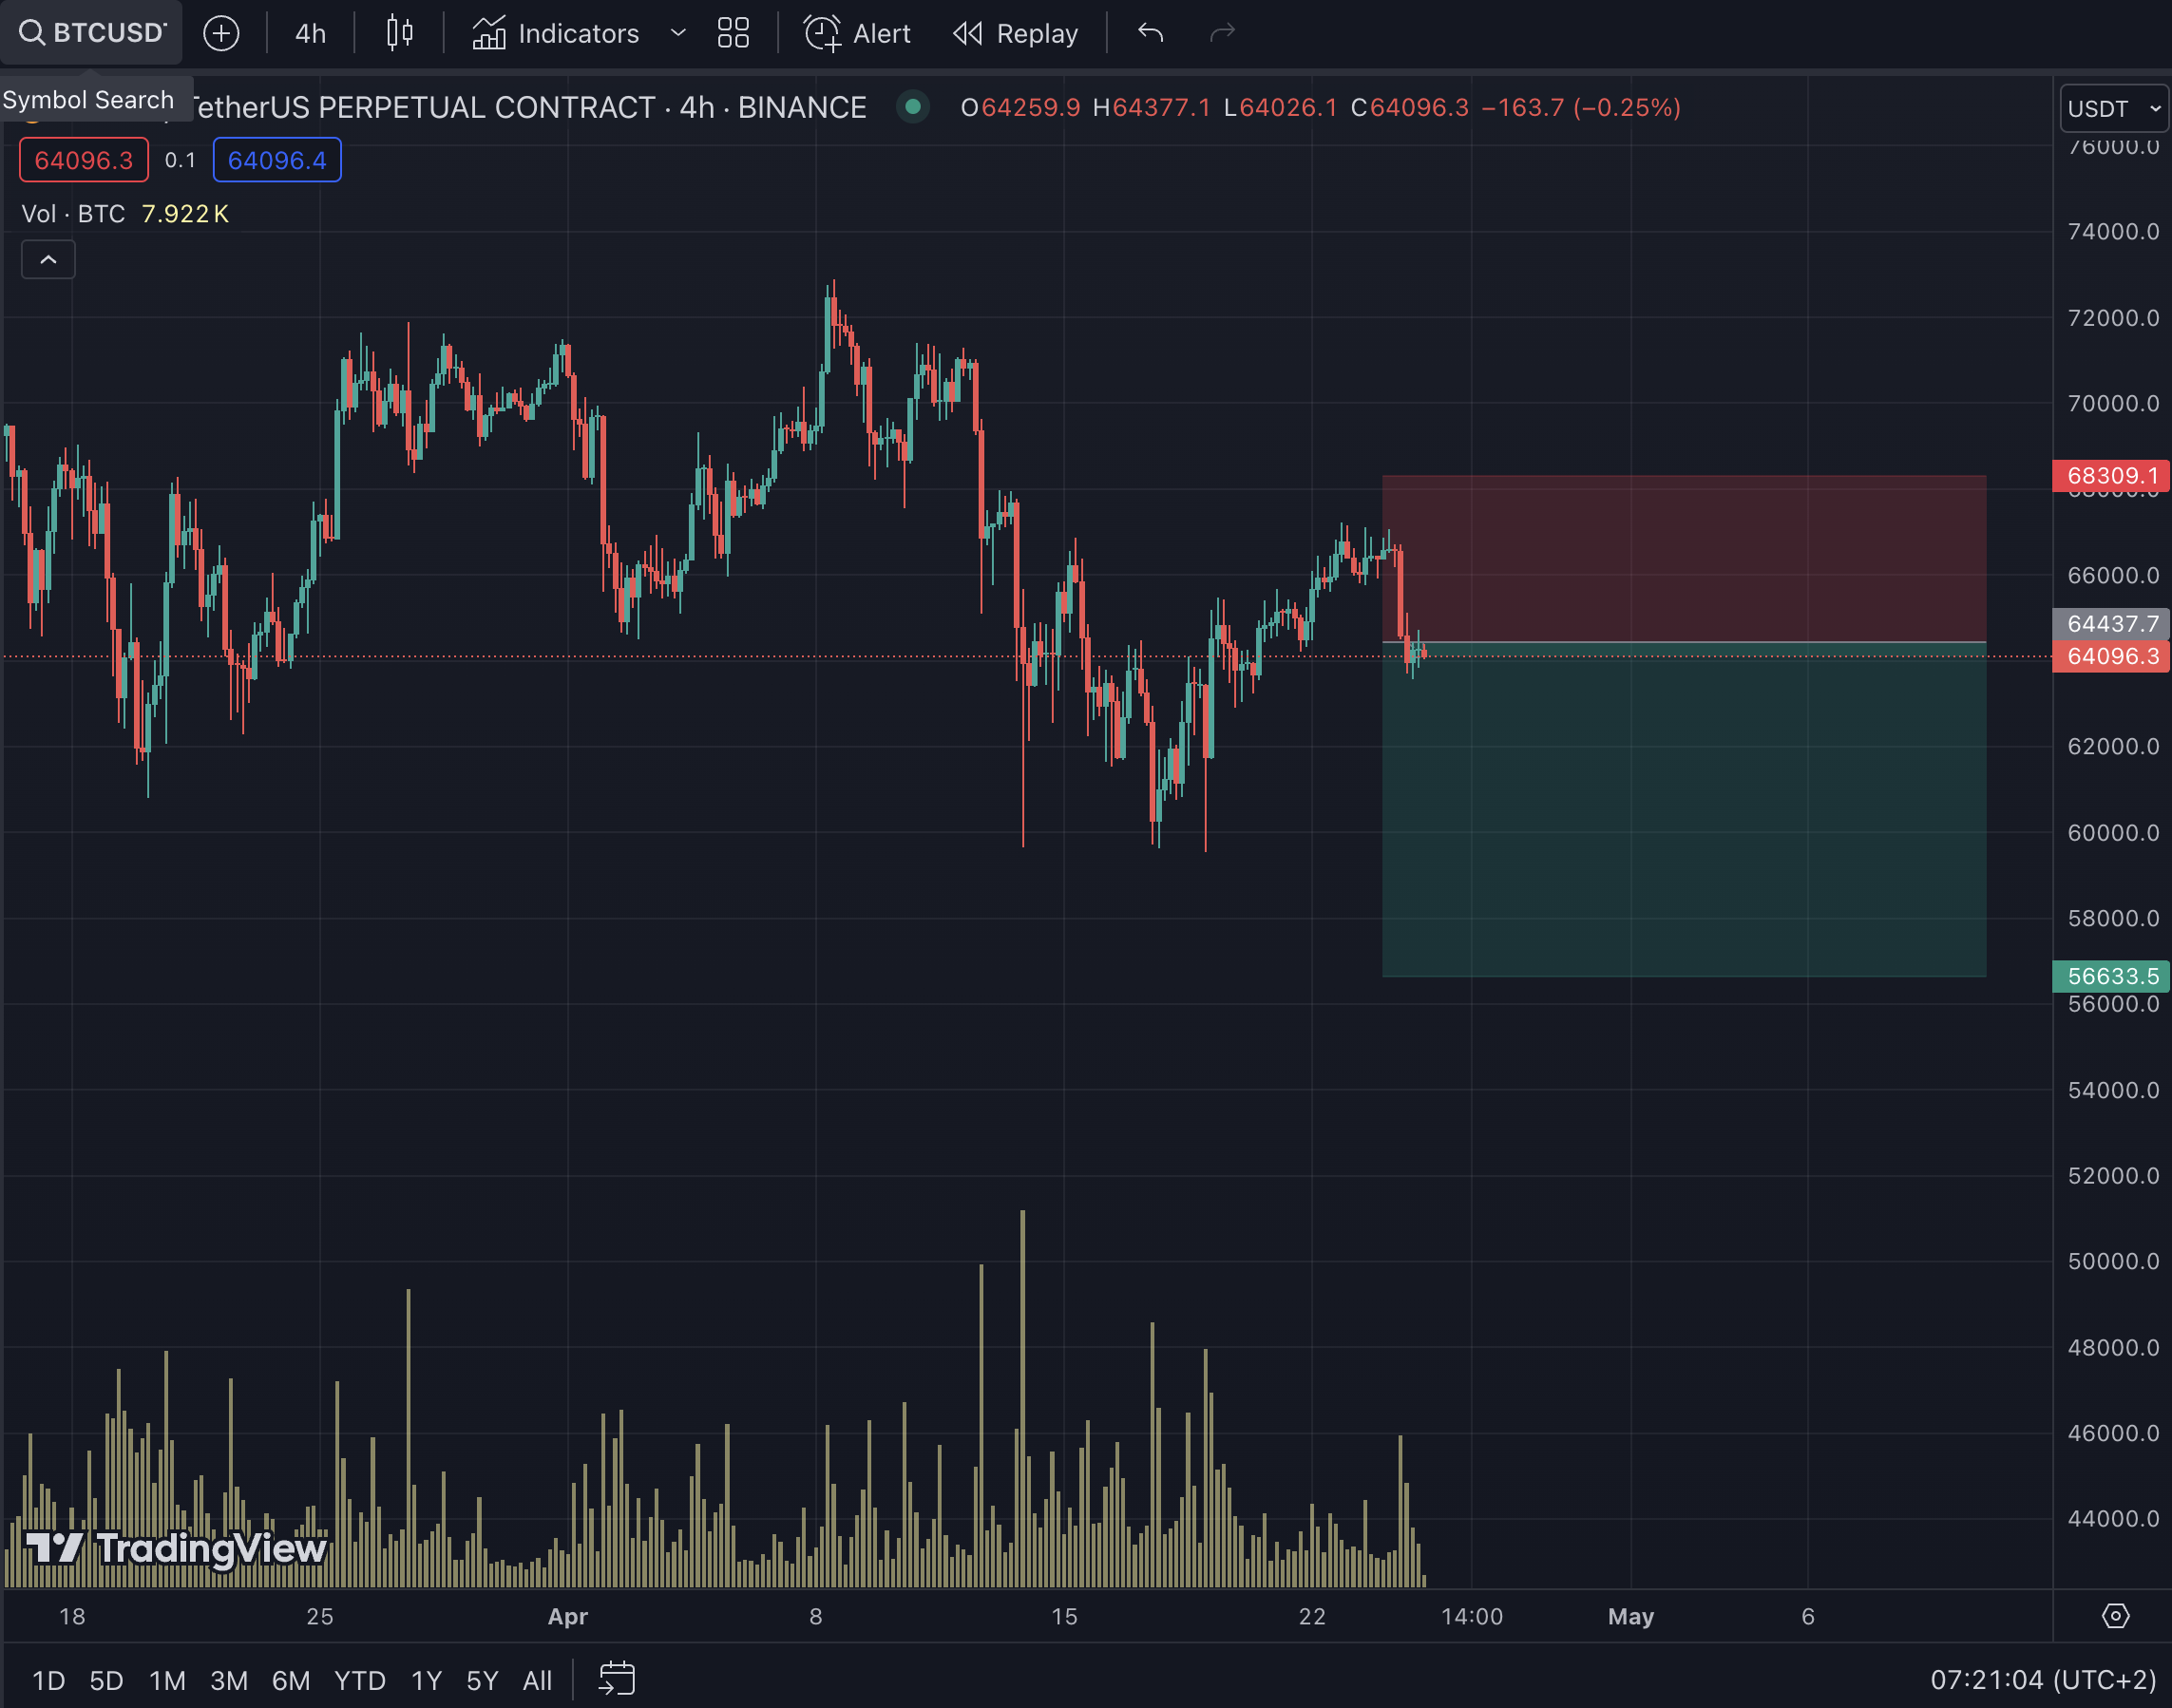 BTCUSD
4h
Indicators
Alert
Replay
Symbol Search
TetherUS PERPETUAL CONTRACT · 4h · BINANCE
O64259.9 H64377.1 L64026.1 C64096.3 −163.7 (−0.25%)
USDT
64096.3
0.1
64096.4
Vol · BTC 7.922K
76000.0
74000.0
72000.0
70000.0
68309.1
68000.0
66000.0
64437.7
64096.3
62000.0
60000.0
58000.0
56633.5
56000.0
54000.0
52000.0
50000.0
48000.0
46000.0
44000.0
TradingView
18 25 Apr 8 15 22 14:00 May 6
1D 5D 1M 3M 6M YTD 1Y 5Y All
07:21:04 (UTC+2)